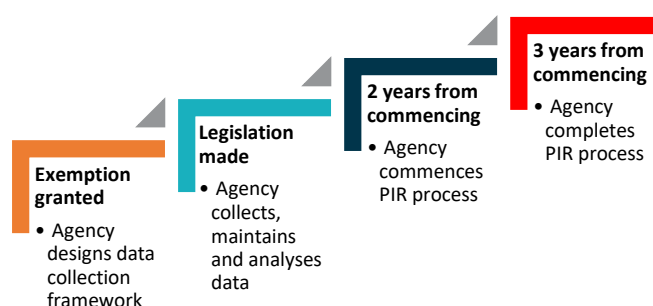 Exemption
granted
• Agency
designs data
collection
framework
Legislation
made
• Agency
collects,
maintains
and analyses
data
2 years from
commencing
• Agency
commences
PIR process
3 years from
commencing
• Agency
completes
PIR process